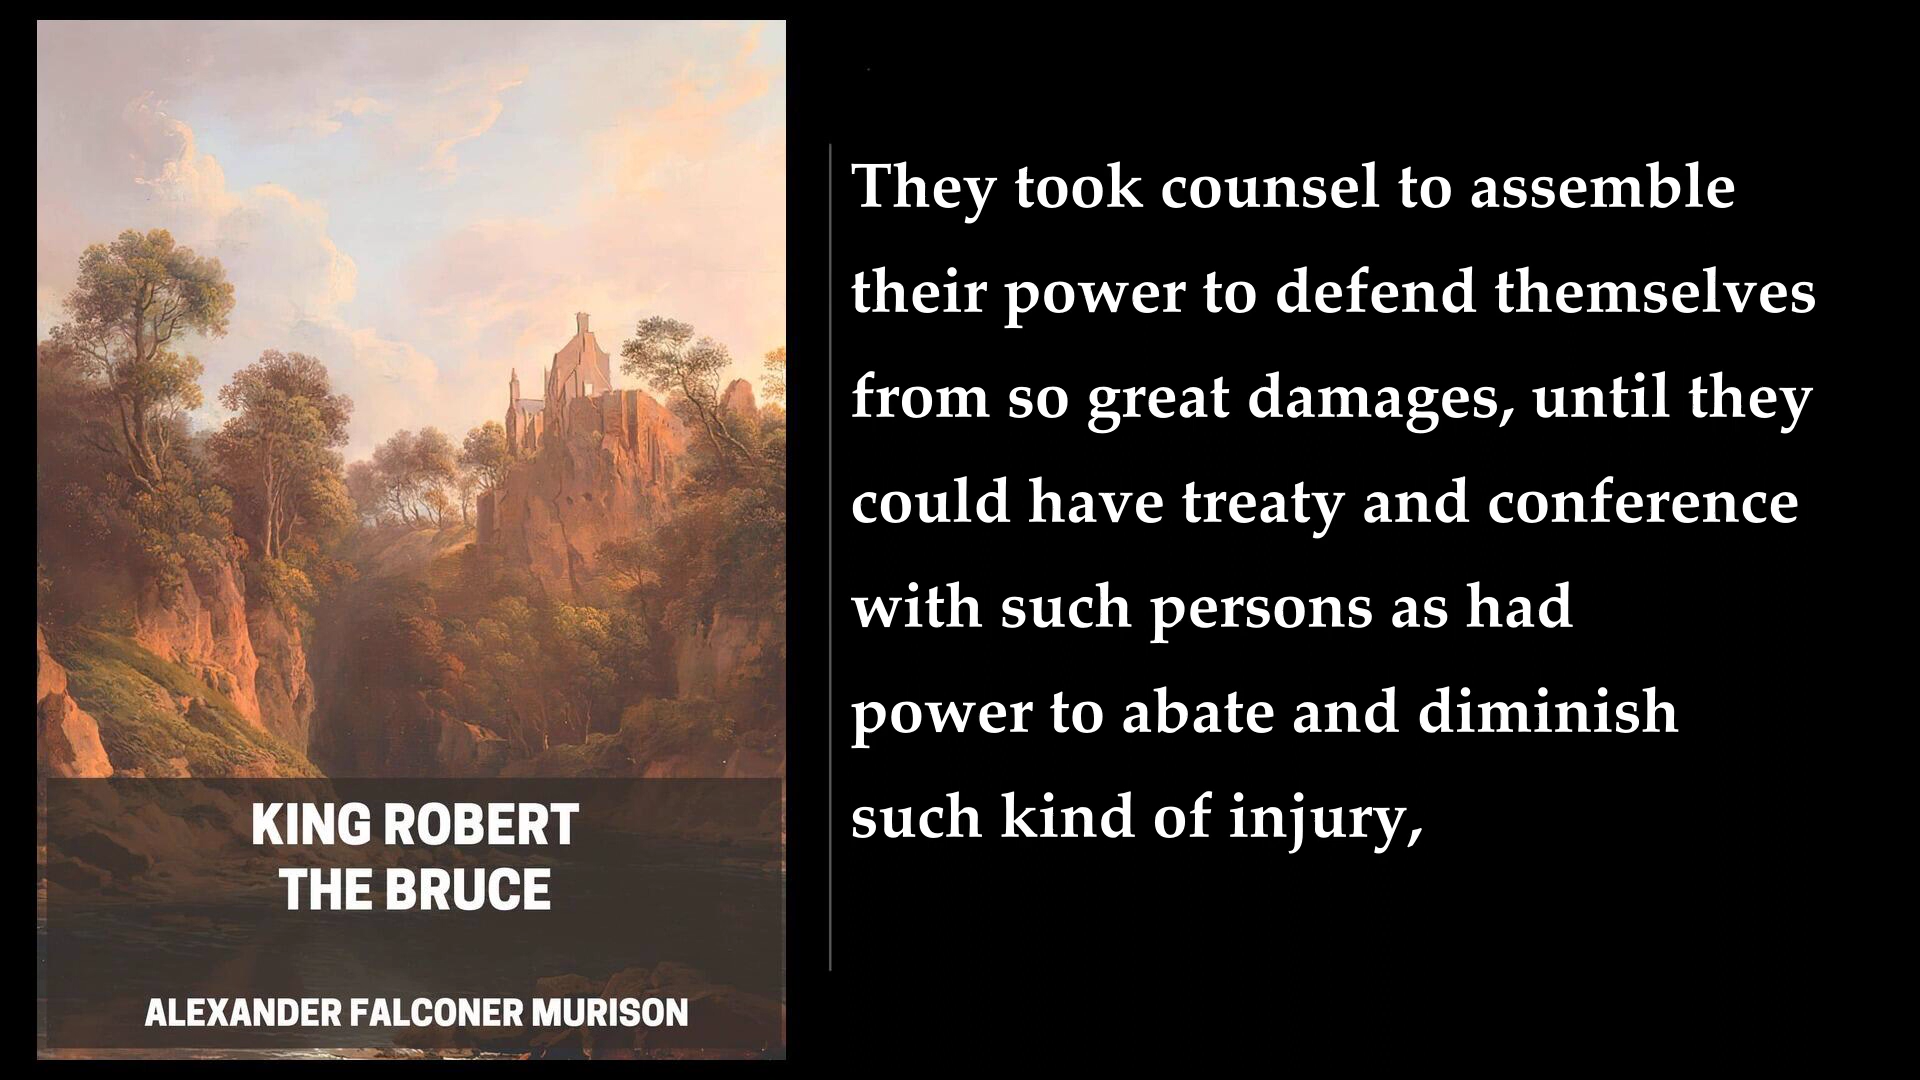 KING ROBERT
THE BRUCE
ALEXANDER FALCONER MURISON
They took counsel to assemble
their power to defend themselves
from so great damages, until they
could have treaty and conference
with such persons as had
power to abate and diminish
such kind of injury,